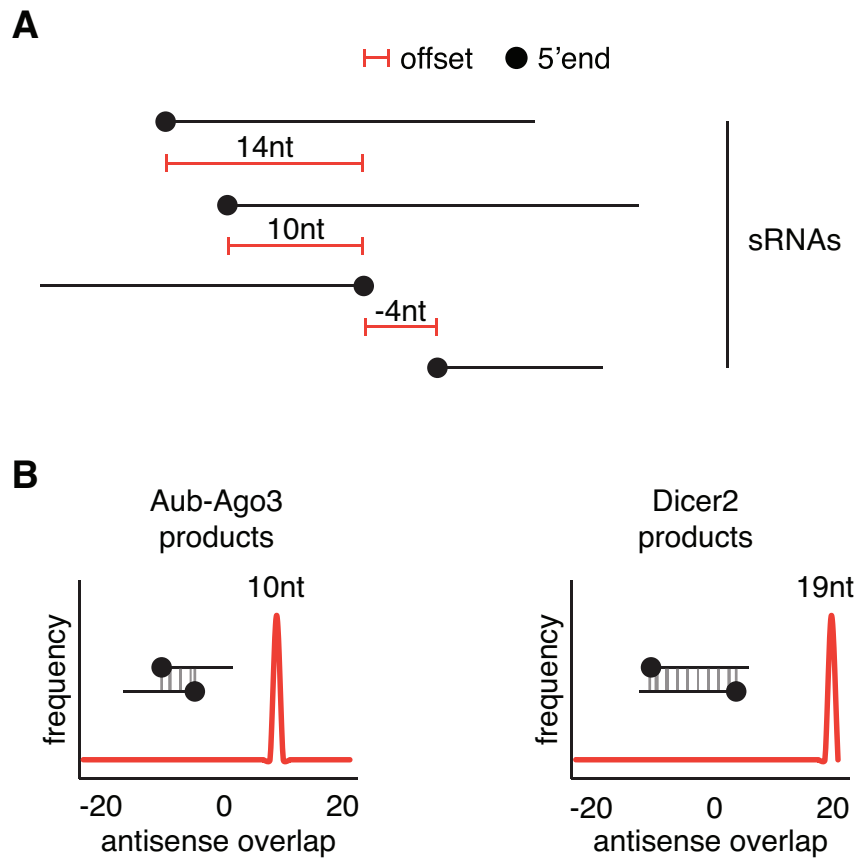 A
offset 5'end
14nt
10nt
sRNAs
-4nt
B
Aub-Ago3
products
Dicer2
products
10nt
19nt
frequency
frequency
-20 0 20
-20 0 20
antisense overlap
antisense overlap